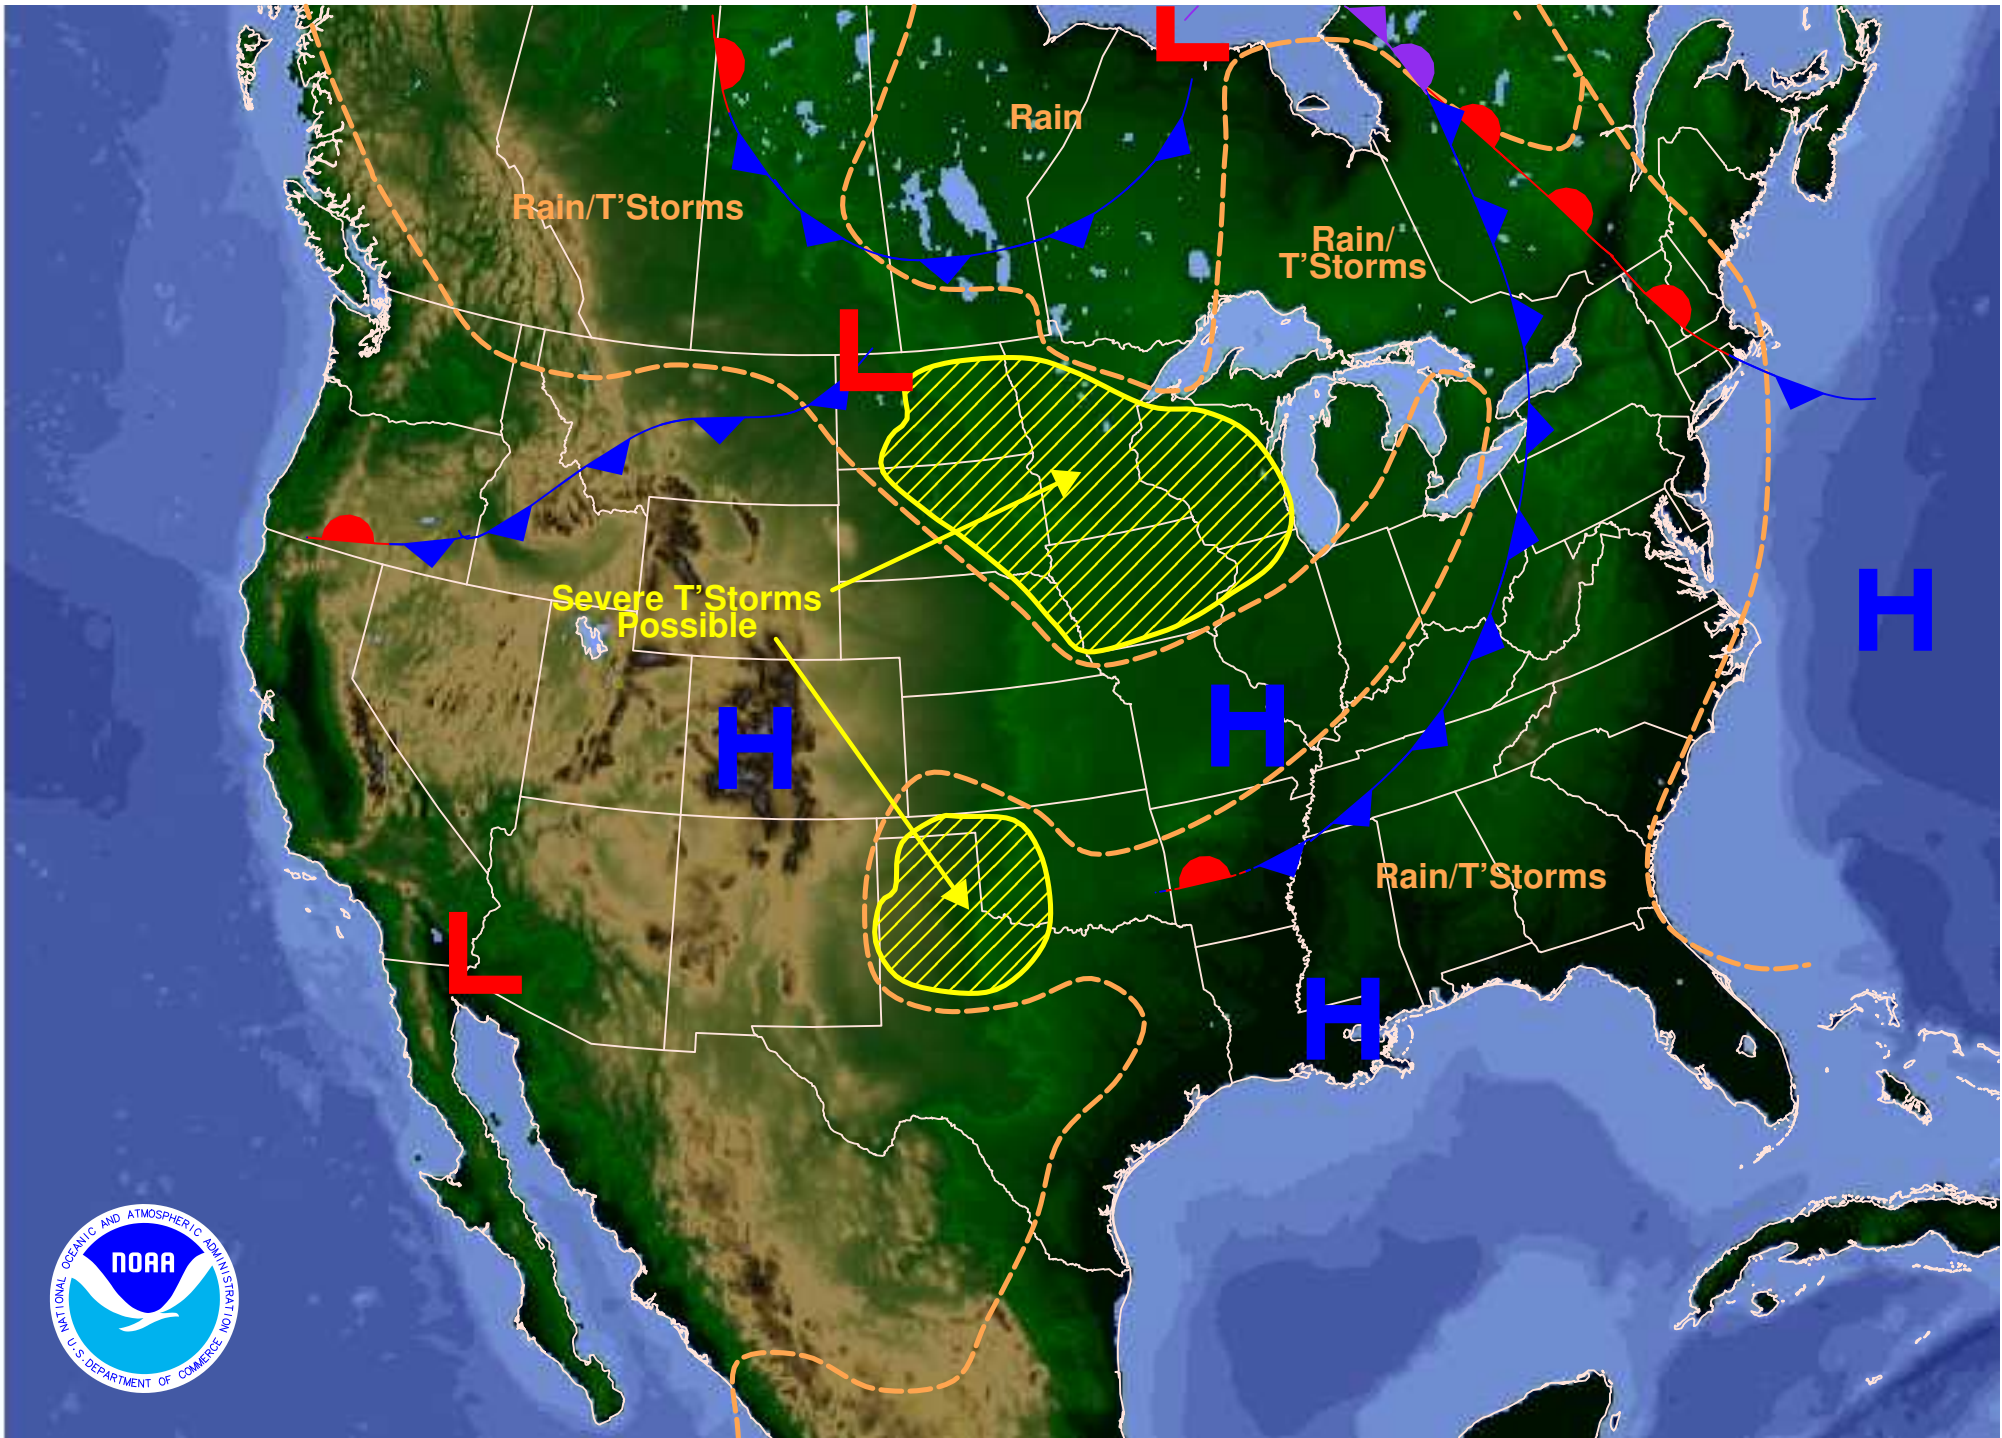 L
Rain
Rain/T'Storms
Rain/
T'Storms
L
Severe T'Storms
Possible
H
H
H
Rain/T'Storms
L
H
NOAA
NATIONAL OCEANIC AND ATMOSPHERIC ADMINISTRATION
U.S. DEPARTMENT OF COMMERCE